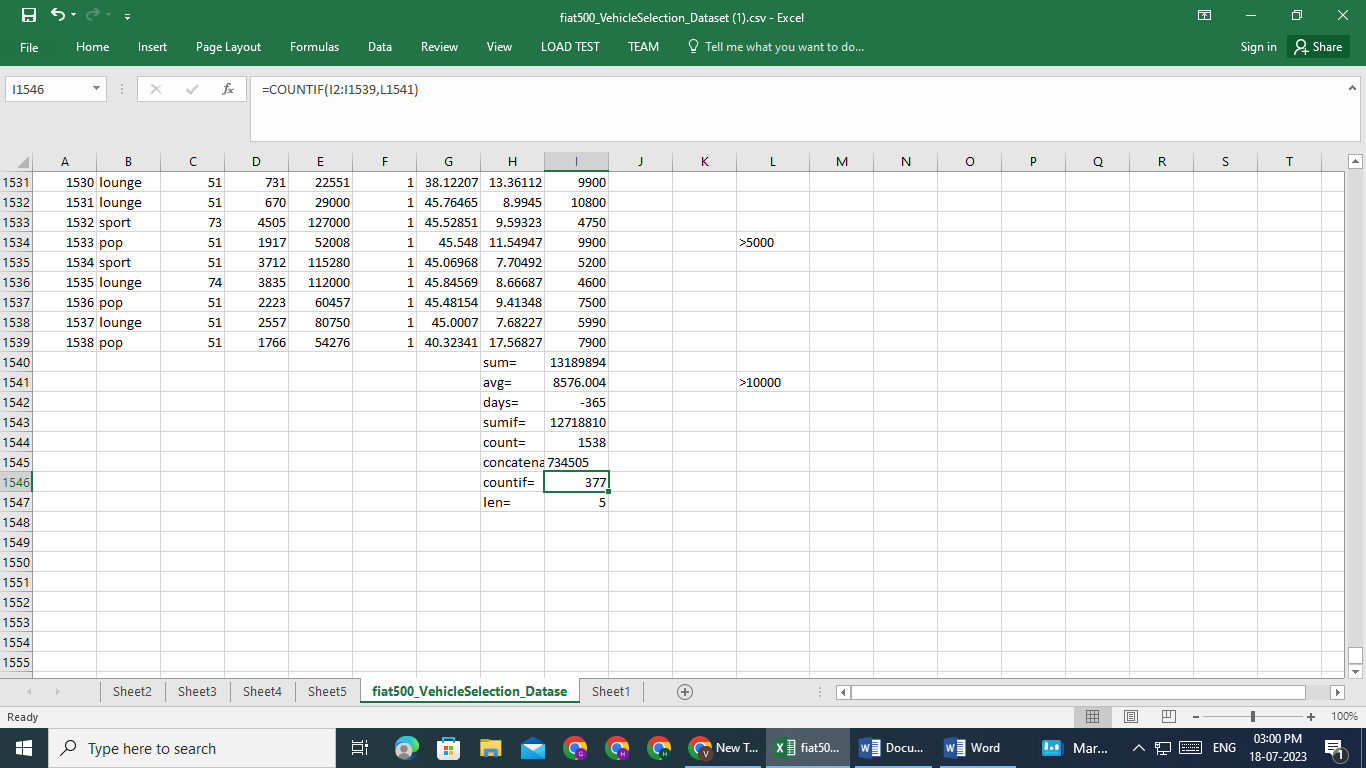 fiat500_VehicleSelection_Dataset (1).csv - Excel
File Home Insert Page Layout Formulas Data Review View LOAD TEST TEAM Tell me what you want to do... Sign in Share
I1546 fx =COUNTIF(I2:I1539,L1541)
A B C D E F G H I J K L M N O P Q R S T
1531 1530 lounge 51 731 22551 1 38.12207 13.36112 9900
1532 1531 lounge 51 670 29000 1 45.76465 8.9945 10800
1533 1532 sport 73 4505 127000 1 45.52851 9.59323 4750
1534 1533 pop 51 1917 52008 1 45.548 11.54947 9900 >5000
1535 1534 sport 51 3712 115280 1 45.06968 7.70492 5200
1536 1535 lounge 74 3835 112000 1 45.84569 8.66687 4600
1537 1536 pop 51 2223 60457 1 45.48154 9.41348 7500
1538 1537 lounge 51 2557 80750 1 45.0007 7.68227 5990
1539 1538 pop 51 1766 54276 1 40.32341 17.56827 7900
1540 sum= 13189894
1541 avg= 8576.004 >10000
1542 days= -365
1543 sumif= 12718810
1544 count= 1538
1545 concatena 734505
1546 countif= 377
1547 len= 5
1548
1549
1550
1551
1552
1553
1554
1555
Sheet2 Sheet3 Sheet4 Sheet5 fiat500_VehicleSelection_Datase Sheet1
Ready 100%
Type here to search New T... fiat50... Docu... Word Mar... ENG 03:00 PM
18-07-2023